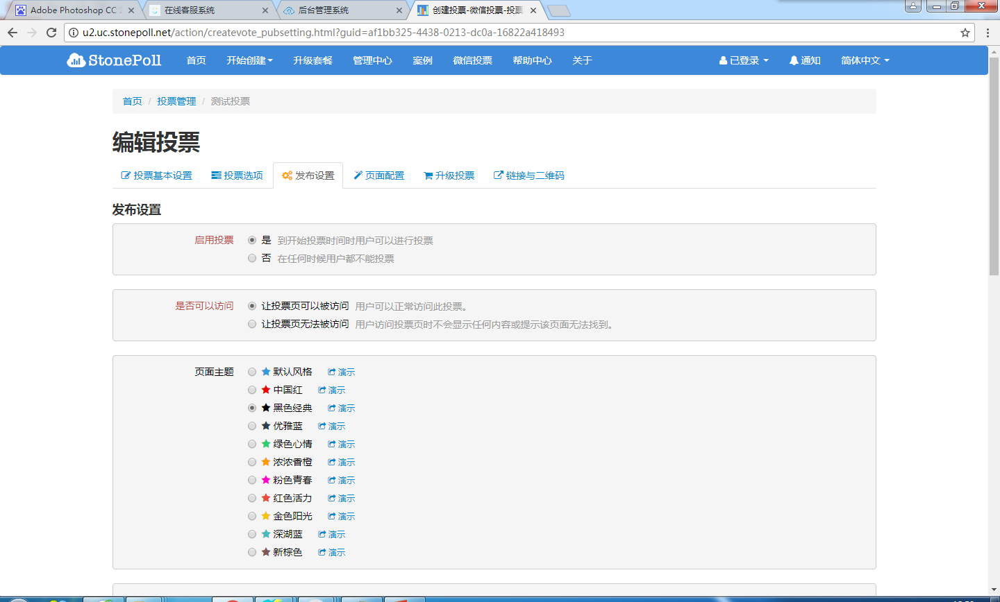 Adobe Photoshop CC 2
在线客服系统
后台管理系统
创建投票-微信投票-投票
u2.uc.stonepoll.net/action/createvote_pubsetting.html?guid=af1bb325-4438-0213-dc0a-16822a418493
StonePoll 首页 开始创建 升级套餐 管理中心 案例 微信投票 帮助中心 关于 已登录 通知 简体中文
首页 / 投票管理 / 测试投票
编辑投票
投票基本设置 投票选项 发布设置 页面配置 升级投票 链接与二维码
发布设置
启用投票 是 到开始投票时间时用户可以进行投票
否 在任何时候用户都不能投票
是否可以访问 让投票页可以被访问 用户可以正常访问此投票。
让投票页无法被访问 用户访问投票页时不会显示任何内容或提示该页面无法找到。
页面主题 默认风格 演示
中国红 演示
黑色经典 演示
优雅蓝 演示
绿色心情 演示
浓浓香橙 演示
粉色青春 演示
红色活力 演示
金色阳光 演示
深湖蓝 演示
新棕色 演示